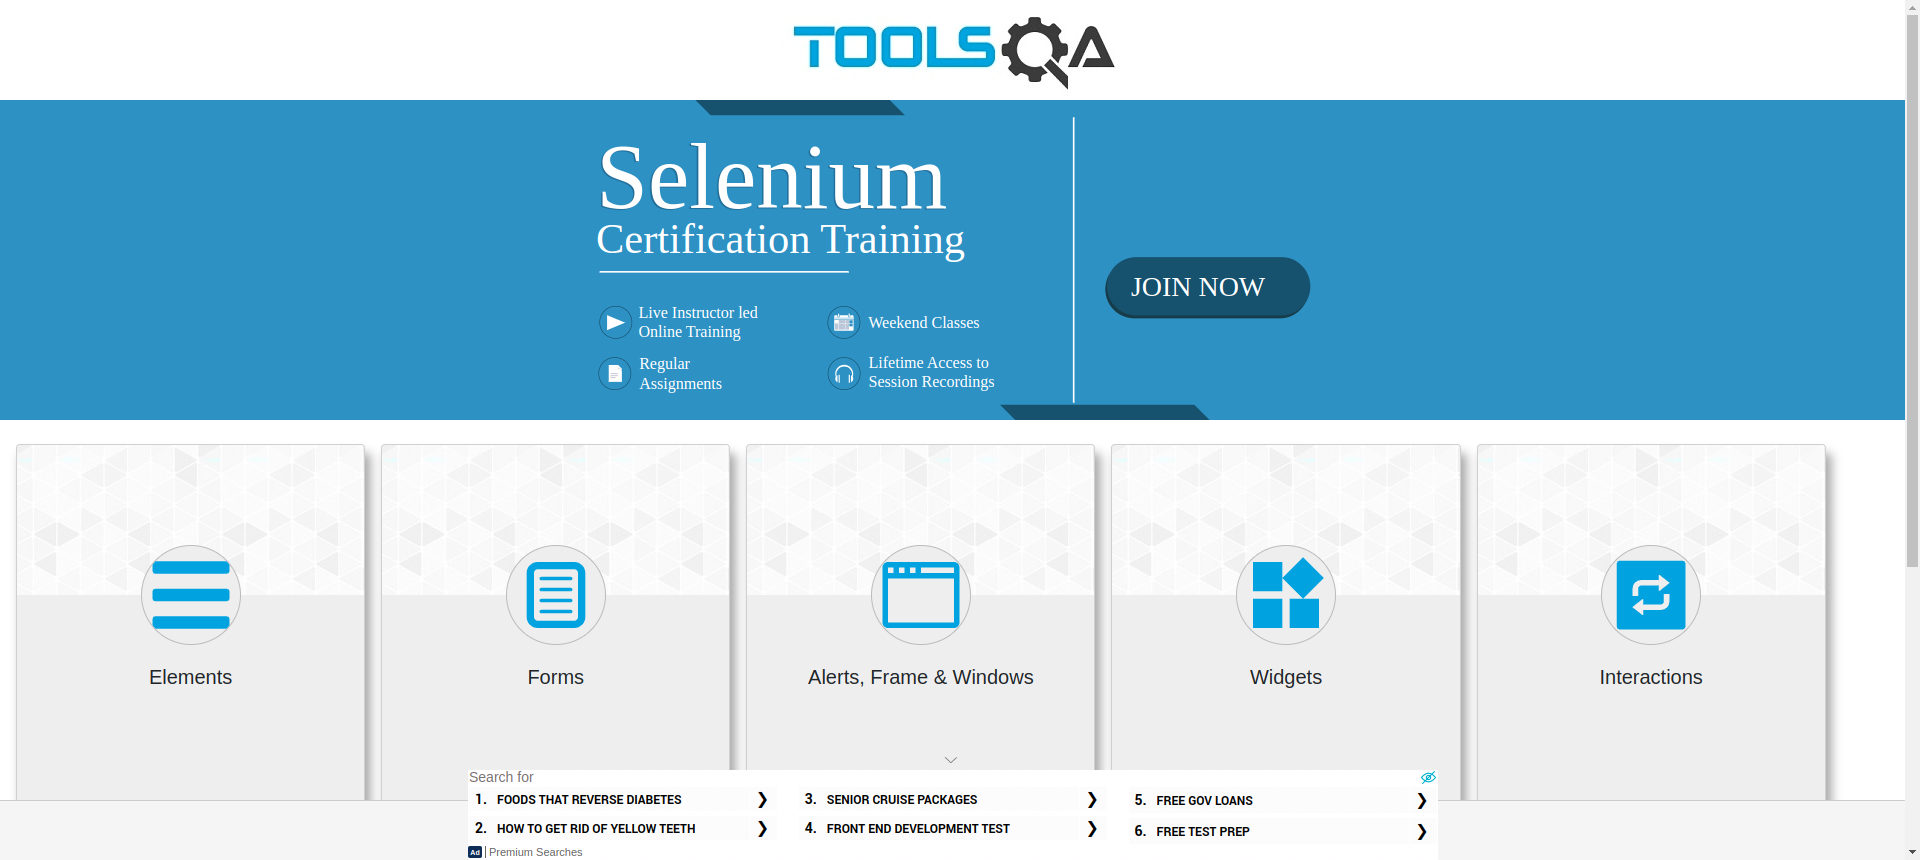 TOOLSQA
Selenium
Certification Training
JOIN NOW
Live Instructor led
Online Training
Weekend Classes
Regular
Assignments
Lifetime Access to
Session Recordings
Elements
Forms
Alerts, Frame & Windows
Widgets
Interactions
Search for
1. FOODS THAT REVERSE DIABETES
2. HOW TO GET RID OF YELLOW TEETH
3. SENIOR CRUISE PACKAGES
4. FRONT END DEVELOPMENT TEST
5. FREE GOV LOANS
6. FREE TEST PREP
Ad | Premium Searches